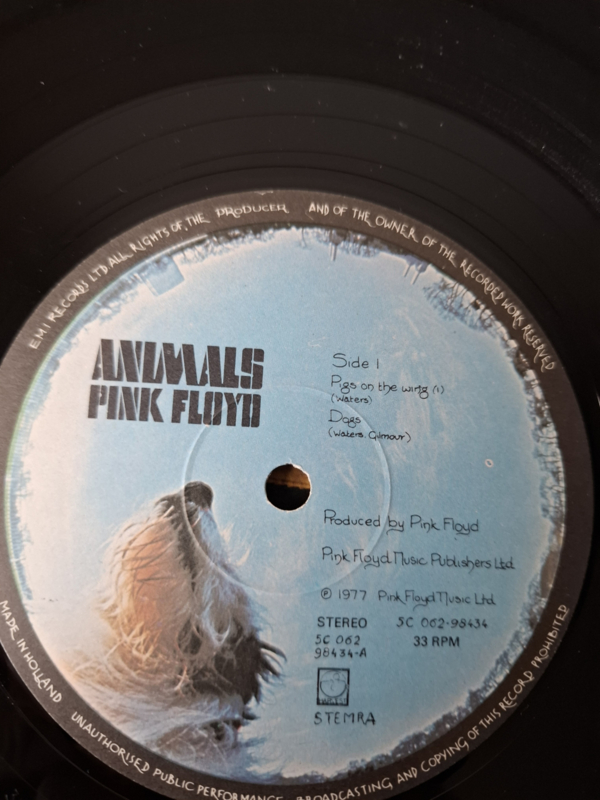 EMI RECORDS LTD ALL RIGHTS OF THE PRODUCER AND OF THE OWNER OF THE RECORDED WORK RESERVED
ANIMALS
PINK FLOYD
Side 1
Pigs on the wing (1)
(Waters)
Dogs
(Waters. Gilmour)
Produced by Pink Floyd
Pink Floyd Music Publishers Ltd.
℗ 1977 Pink Floyd Music Ltd
STEREO 5C 062-98434
5C 062 33 RPM
98434-A
STEMRA
MADE IN HOLLAND UNAUTHORISED PUBLIC PERFORMANCE BROADCASTING AND COPYING OF THIS RECORD PROHIBITED